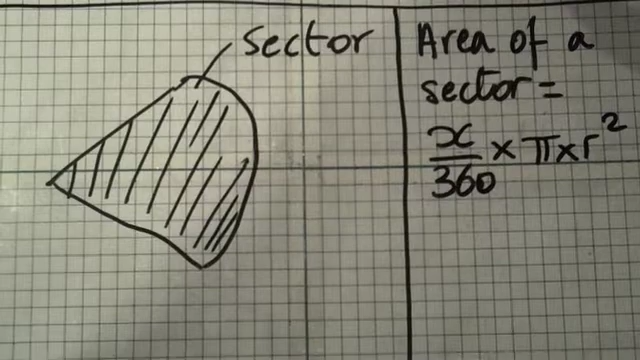 sector
Area of a
sector =
x/360 × π×r²